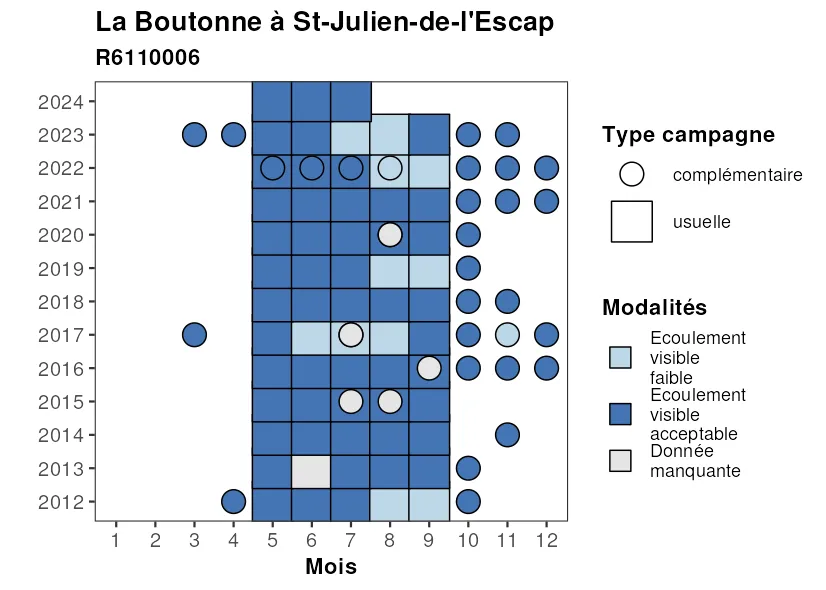 La Boutonne à St-Julien-de-l'Escap
R6110006
2024
2023
2022
2021
2020
2019
2018
2017
2016
2015
2014
2013
2012
1 2 3 4 5 6 7 8 9 10 11 12
Mois
Type campagne
complémentaire
usuelle
Modalités
Ecoulement
visible
faible
Ecoulement
visible
acceptable
Donnée
manquante